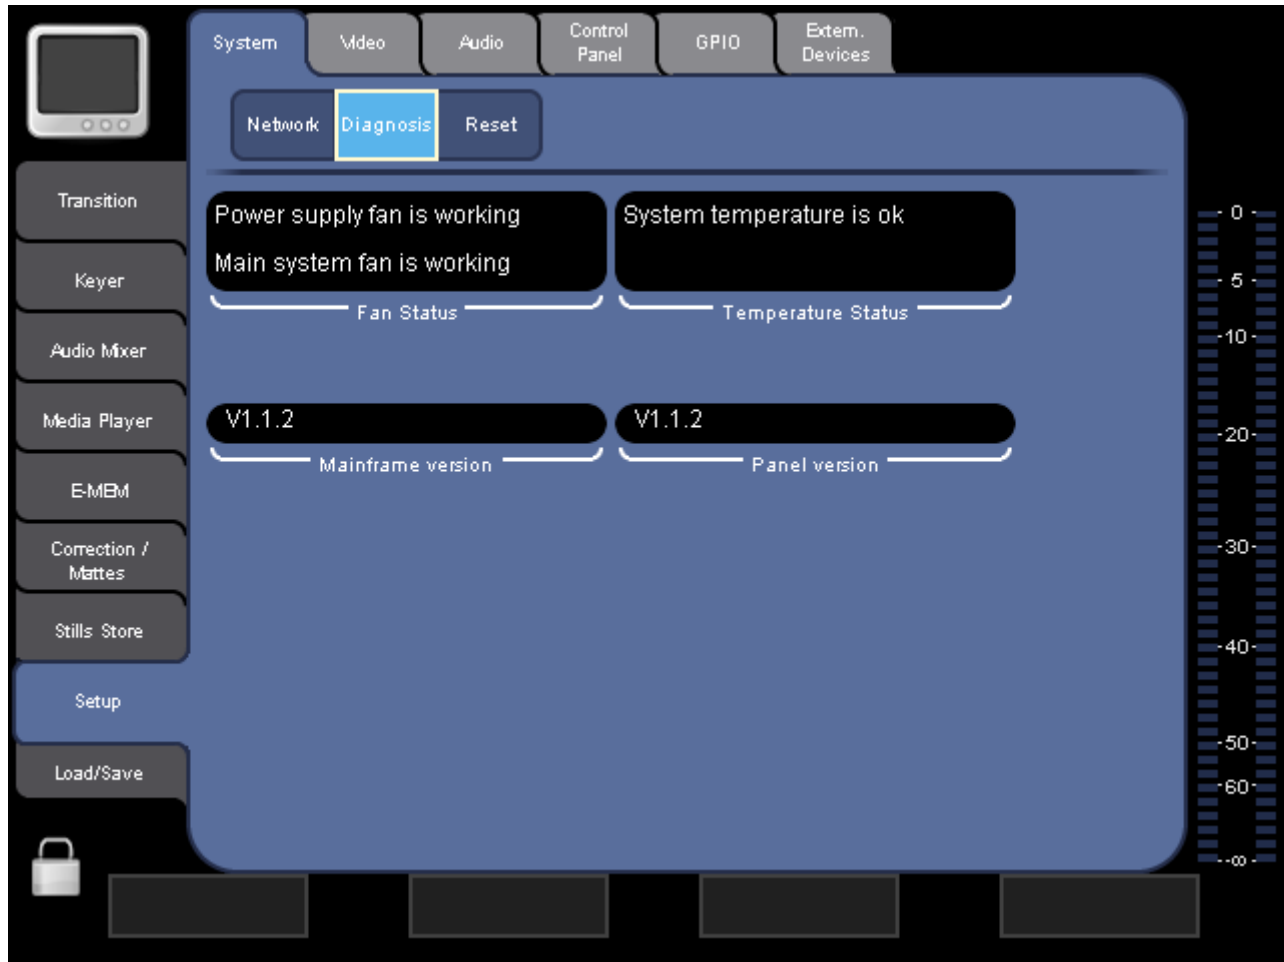 System
Video
Audio
Control
Panel
GPIO
Extern.
Devices
Network
Diagnosis
Reset
Transition
Keyer
Audio Mixer
Media Player
E-MEM
Correction /
Mattes
Stills Store
Setup
Load/Save
Power supply fan is working
Main system fan is working
Fan Status
System temperature is ok
Temperature Status
V1.1.2
Mainframe version
V1.1.2
Panel version
- 0 -
- 5 -
-10-
-20-
-30-
-40-
-50-
-60-
--∞-